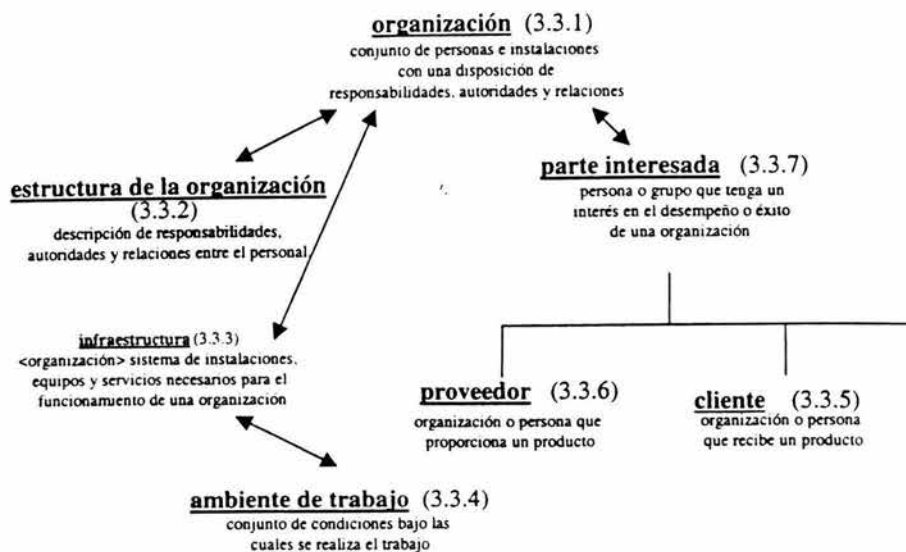 organización (3.3.1)
conjunto de personas e instalaciones
con una disposición de
responsabilidades, autoridades y relaciones
estructura de la organización
(3.3.2)
descripción de responsabilidades,
autoridades y relaciones entre el personal
parte interesada (3.3.7)
persona o grupo que tenga un
interés en el desempeño o éxito
de una organización
infraestructura (3.3.3)
<organización> sistema de instalaciones,
equipos y servicios necesarios para el
funcionamiento de una organización
proveedor (3.3.6)
organización o persona que
proporciona un producto
cliente (3.3.5)
organización o persona
que recibe un producto
ambiente de trabajo (3.3.4)
conjunto de condiciones bajo las
cuales se realiza el trabajo